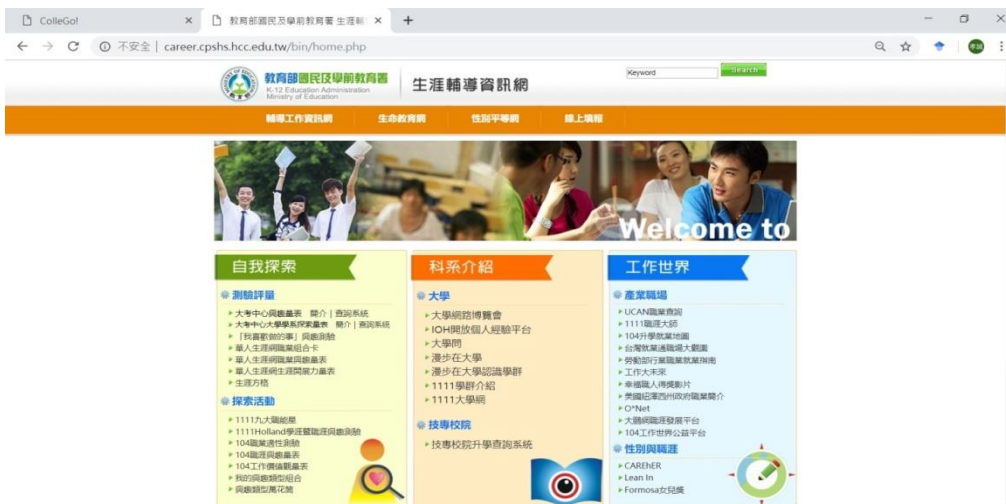 ColleGo!
教育部國民及學前教育署 生涯輔
不安全 | career.cpshs.hcc.edu.tw/bin/home.php
教育部國民及學前教育署
K-12 Education Administration
Ministry of Education
生涯輔導資訊網
Keyword
Search
輔導工作資訊網 生命教育網 性別平等網 線上填報
Welcome to
自我探索
測驗評量
大考中心興趣量表 簡介 | 查詢系統
大考中心大學學系探索量表 簡介 | 查詢系統
「我喜歡做的事」興趣測驗
華人生涯網職業組合卡
華人生涯網職業興趣量表
華人生涯網生涯開展力量表
生涯方格
探索活動
1111九大職能星
1111Holland學涯暨職涯興趣測驗
104職業適性測驗
104職涯興趣量表
104工作價值觀量表
我的興趣類型組合
興趣類型萬花筒
科系介紹
大學
大學網路博覽會
IOH開放個人經驗平台
大學問
漫步在大學
漫步在大學認識學群
1111學群介紹
1111大學網
技專校院
技專校院升學查詢系統
工作世界
產業職場
UCAN職業查詢
1111職涯大師
104升學就業地圖
台灣就業通職場大觀園
勞動部行業職業就業指南
工作大未來
幸福職人得獎影片
美國紐澤西州政府職業簡介
O*Net
大鵬網職涯發展平台
104工作世界公益平台
性別與職涯
CAREhER
Lean In
Formosa女兒獎